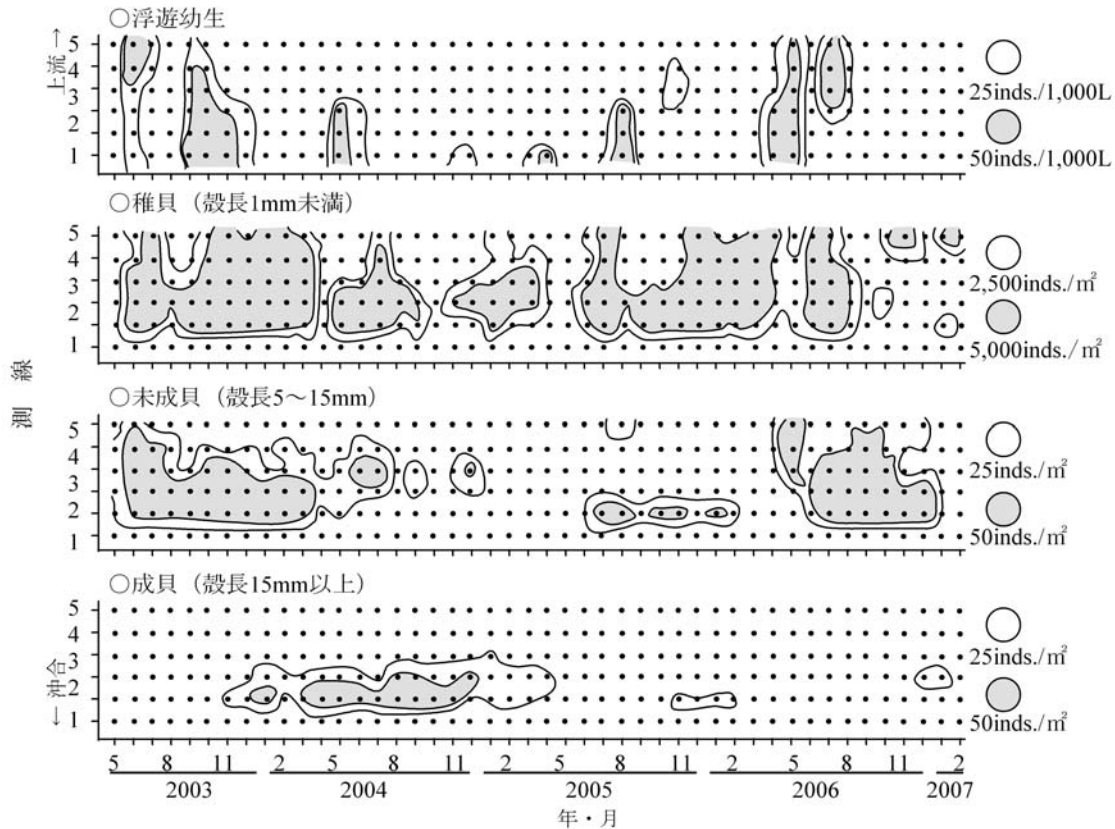 ○浮遊幼生
上流→
5
4
3
2
1
25inds./1,000L
50inds./1,000L
○稚貝（殻長1mm未満）
5
4
3
2
1
2,500inds./㎡
5,000inds./㎡
測 線
○未成貝（殻長5～15mm）
5
4
3
2
1
25inds./㎡
50inds./㎡
○成貝（殻長15mm以上）
5
4
3
2
1
←沖合
25inds./㎡
50inds./㎡
5 8 11 2 5 8 11 2 5 8 11 2 5 8 11 2
2003 2004 2005 2006 2007
年・月